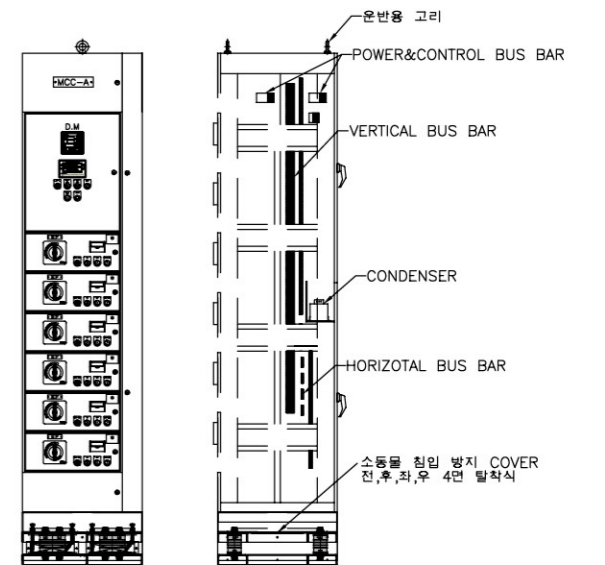 운반용 고리
POWER&CONTROL BUS BAR
MCC-A
D.M
VERTICAL BUS BAR
CONDENSER
HORIZOTAL BUS BAR
소동물 침입 방지 COVER
전,후,좌,우 4면 탈착식